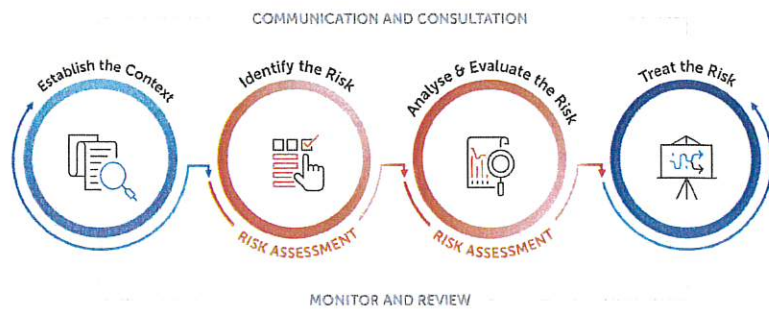 COMMUNICATION AND CONSULTATION
Establish the Context
Identify the Risk
Analyse & Evaluate the Risk
Treat the Risk
RISK ASSESSMENT
RISK ASSESSMENT
MONITOR AND REVIEW